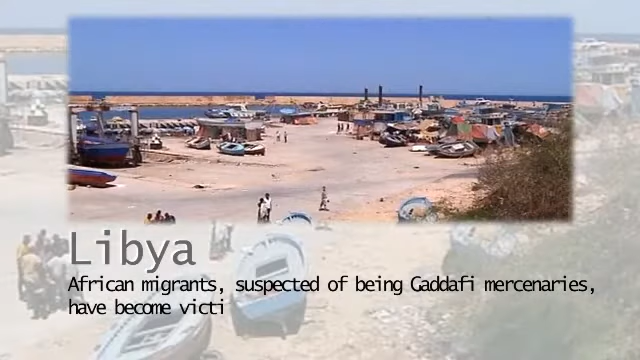 Libya
African migrants, suspected of being Gaddafi mercenaries,
have become victi